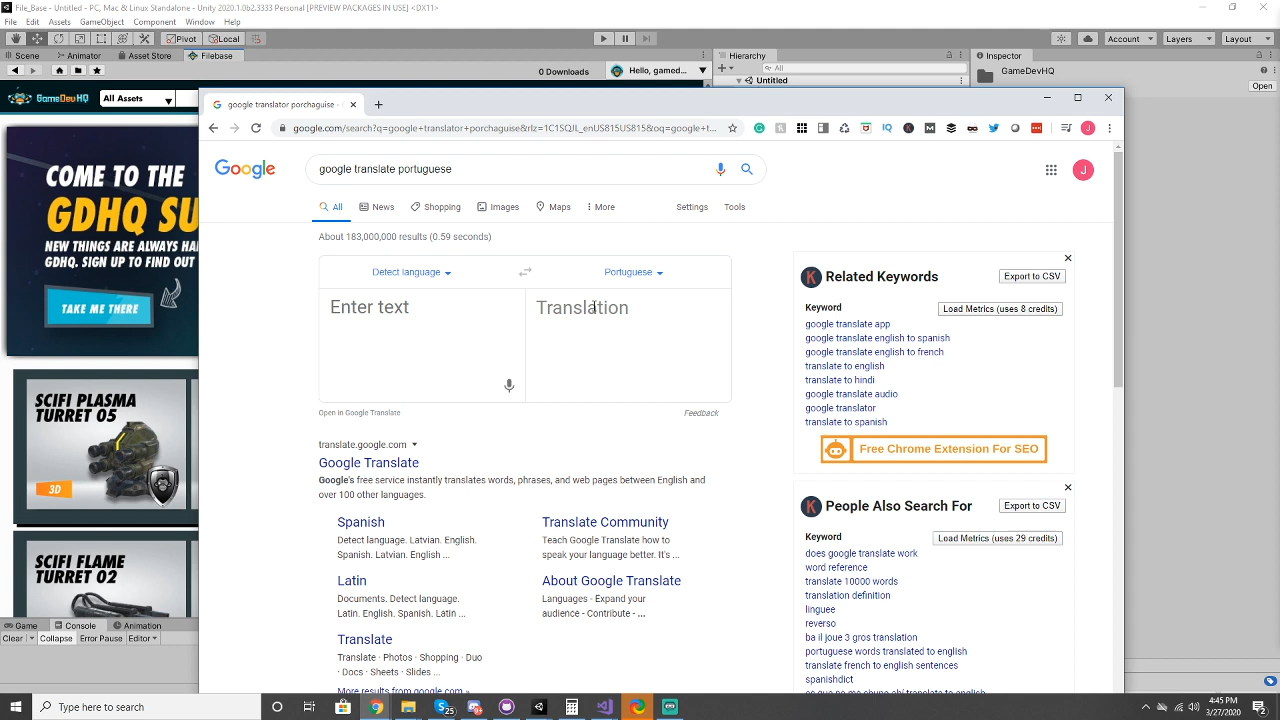 File_Base - Untitled - PC, Mac & Linux Standalone - Unity 2020.1.0b2.3333 Personal [PREVIEW PACKAGES IN USE] <DX11>
File Edit Assets GameObject Component Window Help
Pivot Local Account Layers Layout
Scene Animator Asset Store Filebase Hierarchy Inspector
0 Downloads Hello, gamed... All Untitled GameDevHQ Open
GameDevHQ All Assets
COME TO THE
GDHQ SU
NEW THINGS ARE ALWAYS HA
GDHQ. SIGN UP TO FIND OUT
TAKE ME THERE
SCIFI PLASMA
TURRET 05
3D
SCIFI FLAME
TURRET 02
Game Console Animation
Clear Collapse Error Pause Editor
google translator porchaguise -
google.com/search?q=google+translator+porchaguise&rlz=1C1SQJL_enUS815US815&oq=google+t...
IQ K M J
Google google translate portuguese J
All News Shopping Images Maps More Settings Tools
About 183,000,000 results (0.59 seconds)
Detect language Portuguese
Enter text Translation
Open in Google Translate Feedback
translate.google.com
Google Translate
Google's free service instantly translates words, phrases, and web pages between English and
over 100 other languages.
Spanish
Detect language. Latvian. English.
Spanish. Latvian. English ...
Translate Community
Teach Google Translate how to
speak your language better. It's ...
Latin
Documents. Detect language.
Latin. English. Spanish. Latin ...
About Google Translate
Languages - Expand your
audience - Contribute - ...
Translate
Translate · Photos · Shopping · Duo
· Docs · Sheets · Slides ...
More results from google.com »
K Related Keywords Export to CSV
Keyword
Load Metrics (uses 8 credits)
google translate app
google translate english to spanish
google translate english to french
translate to english
translate to hindi
google translate audio
google translator
translate to spanish
Free Chrome Extension For SEO
K People Also Search For Export to CSV
Keyword
Load Metrics (uses 29 credits)
does google translate work
word reference
translate 10000 words
translation definition
linguee
reverso
ba il joue 3 gros translation
portuguese words translated to english
translate french to english sentences
spanishdict
Type here to search
25
4:45 PM
3/27/2020
2